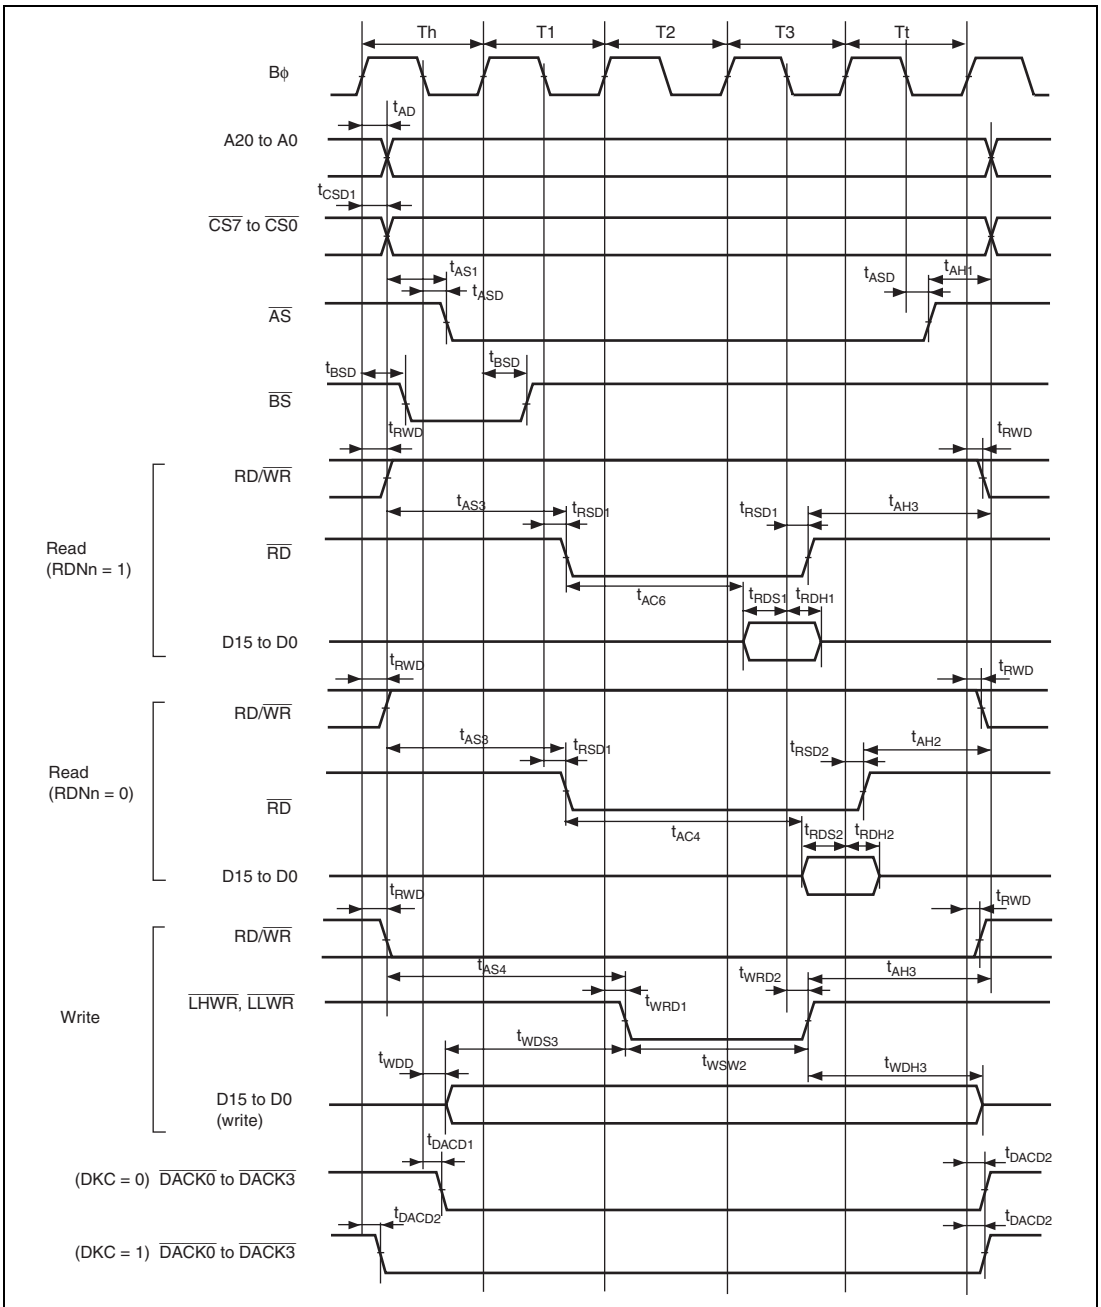 Th T1 T2 T3 Tt
Bϕ
tAD
A20 to A0
tCSD1
CS7 to CS0
tAS1 tASD tASD tAH1
AS
tBSD tBSD
BS
tRWD tRWD
RD/WR
tAS3 tRSD1 tRSD1 tAH3
Read
(RDNn = 1)
RD
tAC6 tRDS1 tRDH1
D15 to D0
tRWD tRWD
RD/WR
tAS3 tRSD1 tRSD2 tAH2
Read
(RDNn = 0)
RD
tAC4 tRDS2 tRDH2
D15 to D0
tRWD tRWD
RD/WR
tAS4 tWRD2 tAH3
LHWR, LLWR tWRD1
Write
tWDS3 tWSW2
tWDD tWDH3
D15 to D0
(write)
tDACD1 tDACD2
(DKC = 0) DACK0 to DACK3
tDACD2 tDACD2
(DKC = 1) DACK0 to DACK3